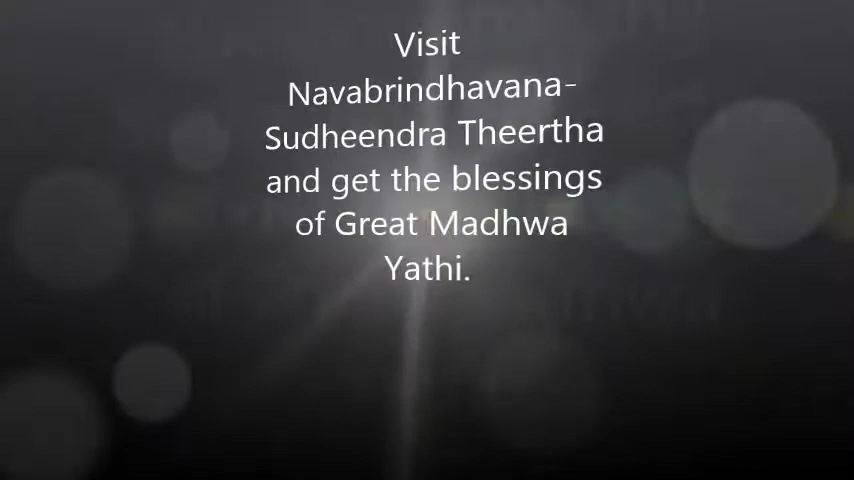 Visit
Navabrindhavana-
Sudheendra Theertha
and get the blessings
of Great Madhwa
Yathi.